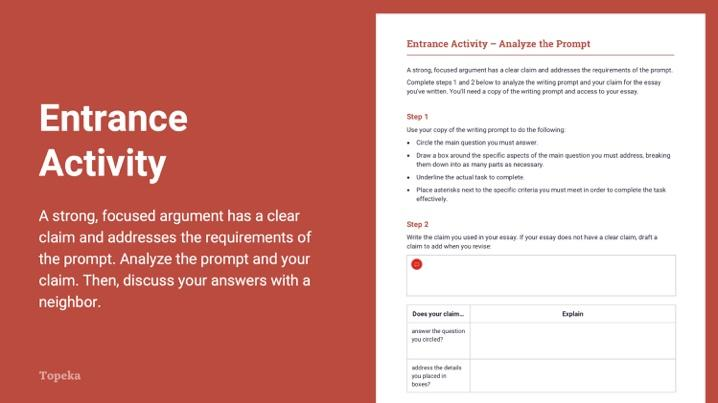 Entrance
Activity
A strong, focused argument has a clear
claim and addresses the requirements of
the prompt. Analyze the prompt and your
claim. Then, discuss your answers with a
neighbor.
Topeka
Entrance Activity – Analyze the Prompt
A strong, focused argument has a clear claim and addresses the requirements of the prompt.
Complete steps 1 and 2 below to analyze the writing prompt and your claim for the essay
you've written. You'll need a copy of the writing prompt and access to your essay.
Step 1
Use your copy of the writing prompt to do the following:
• Circle the main question you must answer.
• Draw a box around the specific aspects of the main question you must address, breaking
them down into as many parts as necessary.
• Underline the actual task to complete.
• Place asterisks next to the specific criteria you must meet in order to complete the task
effectively.
Step 2
Write the claim you used in your essay. If your essay does not have a clear claim, draft a
claim to add when you revise:
Does your claim… Explain
answer the question
you circled?
address the details
you placed in
boxes?